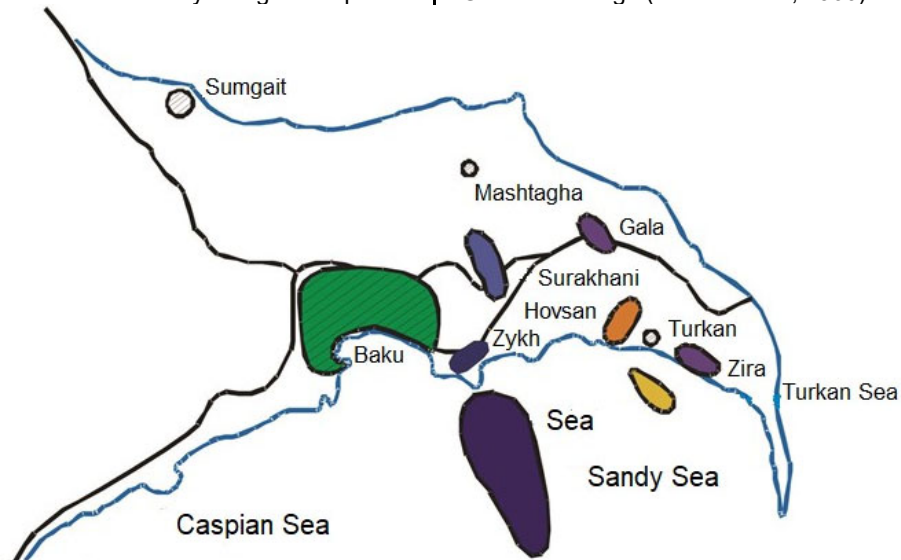 Sumgait
Mashtagha
Gala
Surakhani
Hovsan
Turkan
Zykh
Baku
Zira
Turkan Sea
Sea
Sandy Sea
Caspian Sea